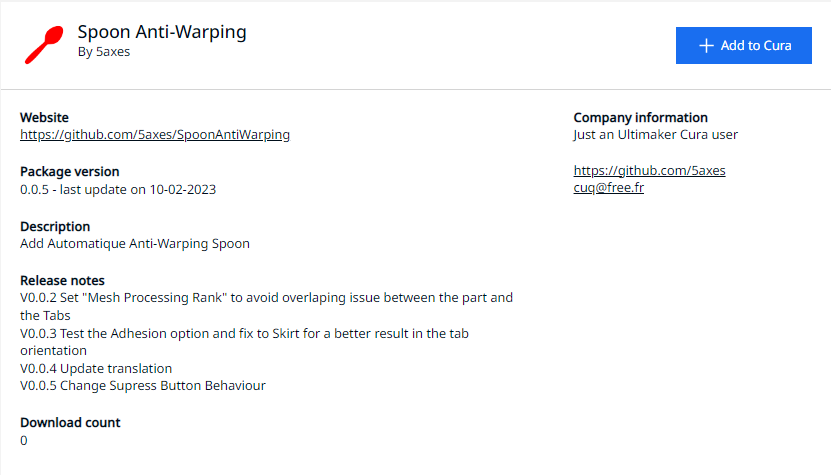 Spoon Anti-Warping
By 5axes
Add to Cura
Website
https://github.com/5axes/SpoonAntiWarping
Package version
0.0.5 - last update on 10-02-2023
Description
Add Automatique Anti-Warping Spoon
Release notes
V0.0.2 Set "Mesh Processing Rank" to avoid overlaping issue between the part and
the Tabs
V0.0.3 Test the Adhesion option and fix to Skirt for a better result in the tab
orientation
V0.0.4 Update translation
V0.0.5 Change Supress Button Behaviour
Download count
0
Company information
Just an Ultimaker Cura user
https://github.com/5axes
cuq@free.fr